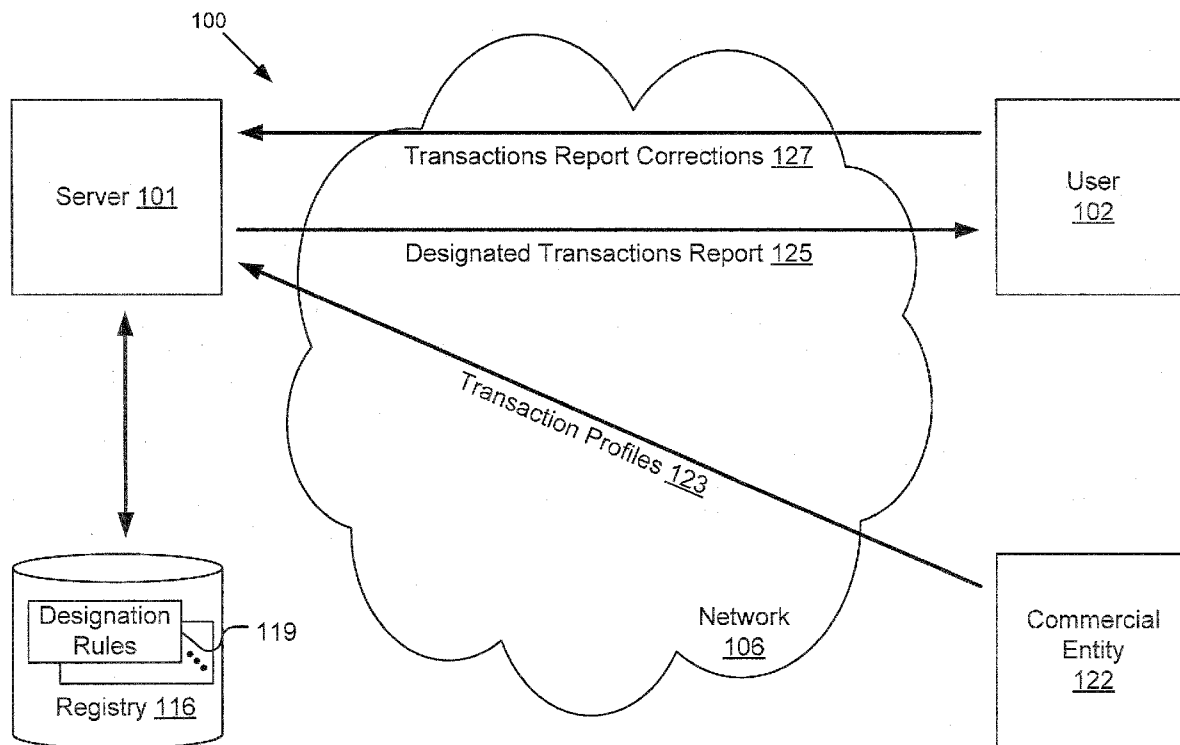 100
Transactions Report Corrections 127
Server 101
User
102
Designated Transactions Report 125
Transaction Profiles 123
Designation
Rules
119
Registry 116
Network
106
Commercial
Entity
122